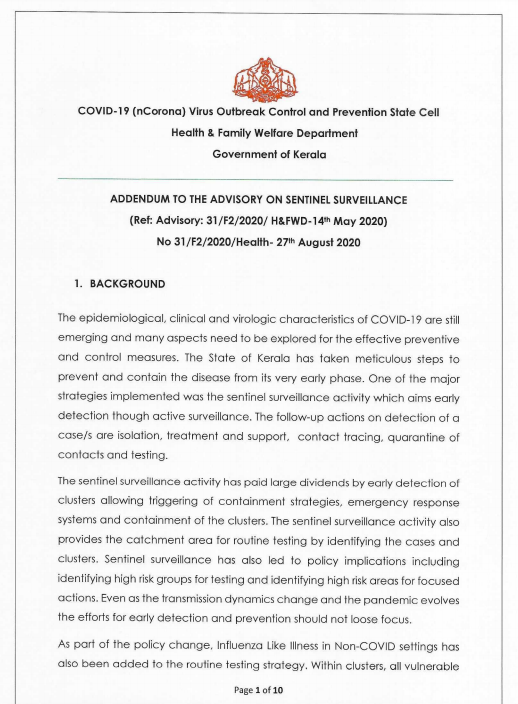 COVID-19 (nCorona) Virus Outbreak Control and Prevention State Cell
Health & Family Welfare Department
Government of Kerala
ADDENDUM TO THE ADVISORY ON SENTINEL SURVEILLANCE
(Ref: Advisory: 31/F2/2020/ H&FWD-14th May 2020)
No 31/F2/2020/Health- 27th August 2020
1. BACKGROUND
The epidemiological, clinical and virologic characteristics of COVID-19 are still
emerging and many aspects need to be explored for the effective preventive
and control measures. The State of Kerala has taken meticulous steps to
prevent and contain the disease from its very early phase. One of the major
strategies implemented was the sentinel surveillance activity which aims early
detection though active surveillance. The follow-up actions on detection of a
case/s are isolation, treatment and support, contact tracing, quarantine of
contacts and testing.
The sentinel surveillance activity has paid large dividends by early detection of
clusters allowing triggering of containment strategies, emergency response
systems and containment of the clusters. The sentinel surveillance activity also
provides the catchment area for routine testing by identifying the cases and
clusters. Sentinel surveillance has also led to policy implications including
identifying high risk groups for testing and identifying high risk areas for focused
actions. Even as the transmission dynamics change and the pandemic evolves
the efforts for early detection and prevention should not loose focus.
As part of the policy change, Influenza Like Illness in Non-COVID settings has
also been added to the routine testing strategy. Within clusters, all vulnerable
Page 1 of 10